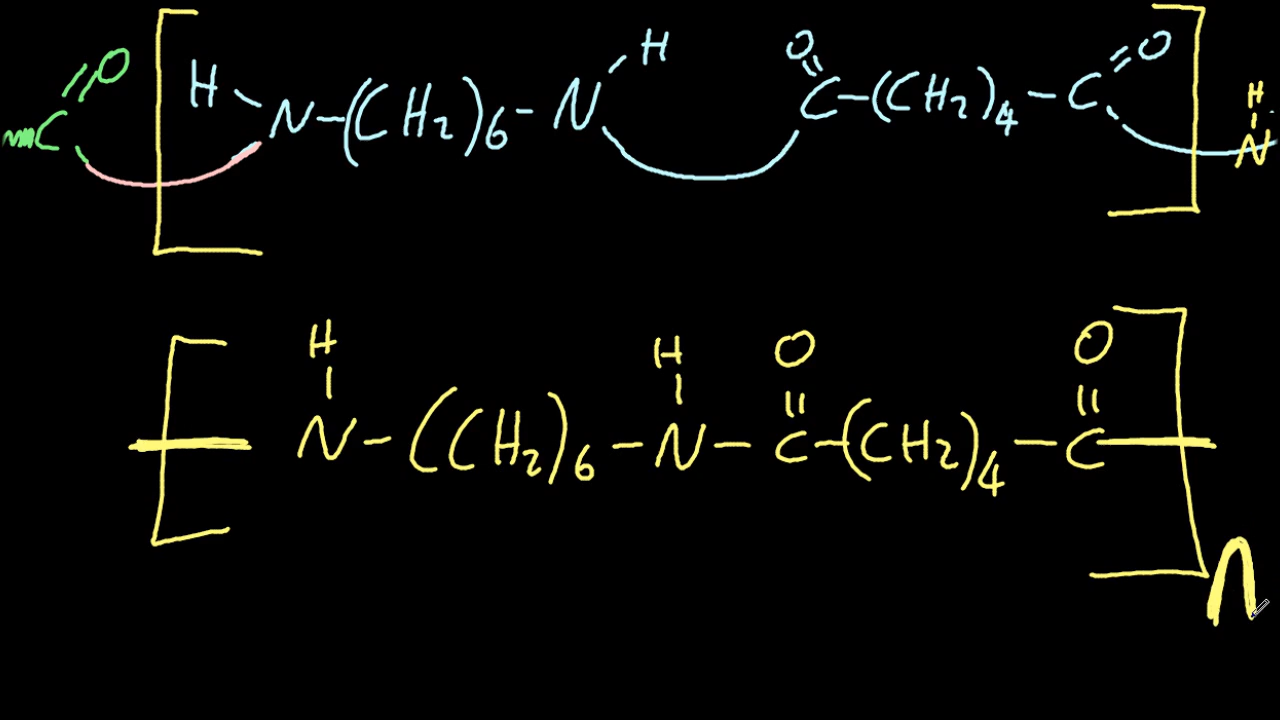 O H H O O H
C [ H N-(CH2)6-N C-(CH2)4-C ] N
H H O O
[ N-(CH2)6-N-C-(CH2)4-C ]
n